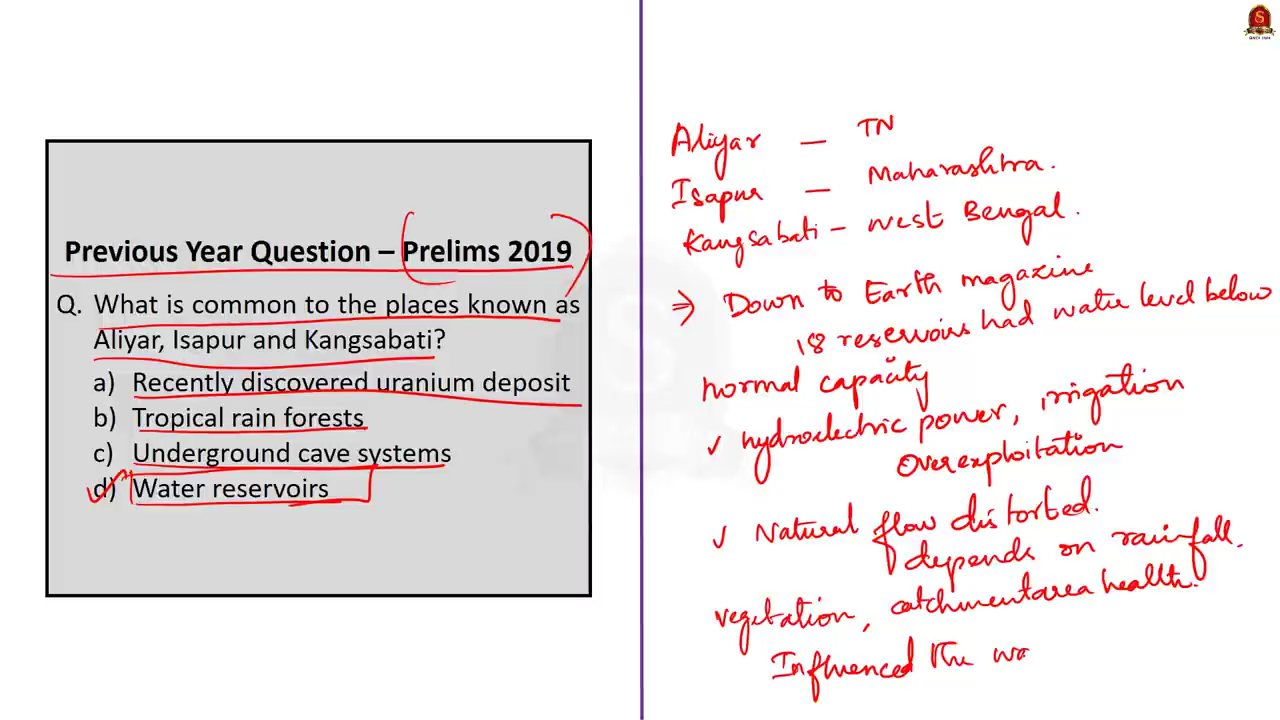 Previous Year Question – Prelims 2019
Q. What is common to the places known as
Aliyar, Isapur and Kangsabati?
a) Recently discovered uranium deposit
b) Tropical rain forests
c) Underground cave systems
d) Water reservoirs
Aliyar — TN
Isapur — Maharashtra.
Kangsabati – West Bengal.
⇒ Down to Earth magazine
18 reservoirs had water level below
normal capacity
✓ hydroelectric power, irrigation
Overexploitation
✓ Natural flow distorted.
depends on rainfall.
vegetation, catchment area health.
Influenced the wa